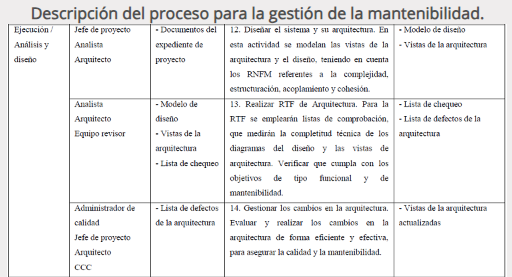 Descripción del proceso para la gestión de la mantenibilidad.
Ejecución /
Análisis y
diseño
Jefe de proyecto
Analista
Arquitecto
- Documentos del
expediente de
proyecto
12. Diseñar el sistema y su arquitectura. En
esta actividad se modelan las vistas de la
arquitectura y el diseño, teniendo en cuenta
los RNFM referentes a la complejidad,
estructuración, acoplamiento y cohesión.
- Modelo de diseño
- Vistas de la arquitectura
Analista
Arquitecto
Equipo revisor
- Modelo de
diseño
- Vistas de la
arquitectura
- Lista de chequeo
13. Realizar RTF de Arquitectura. Para la
RTF se emplearán listas de comprobación,
que medirán la completitud técnica de los
diagramas del diseño y las vistas de
arquitectura. Verificar que cumpla con los
objetivos de tipo funcional y de
mantenibilidad.
- Lista de chequeo
- Lista de defectos de la
arquitectura
Administrador de
calidad
Jefe de proyecto
Arquitecto
CCC
- Lista de defectos
de la arquitectura
14. Gestionar los cambios en la arquitectura.
Evaluar y realizar los cambios en la
arquitectura de forma eficiente y efectiva,
para asegurar la calidad y la mantenibilidad.
- Vistas de la arquitectura
actualizadas